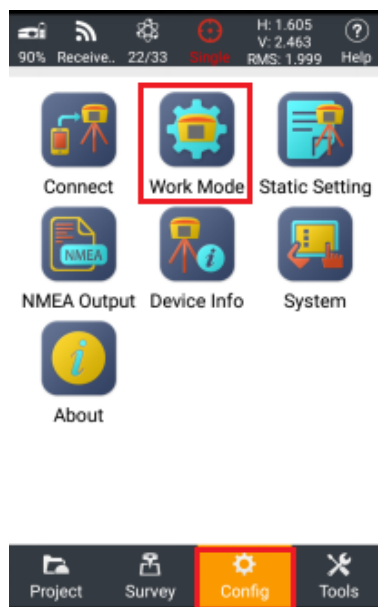 H: 1.605
V: 2.463
90% Receive.. 22/33 Single RMS: 1.999 Help
Connect Work Mode Static Setting
NMEA
NMEA Output Device Info System
About
Project Survey Config Tools